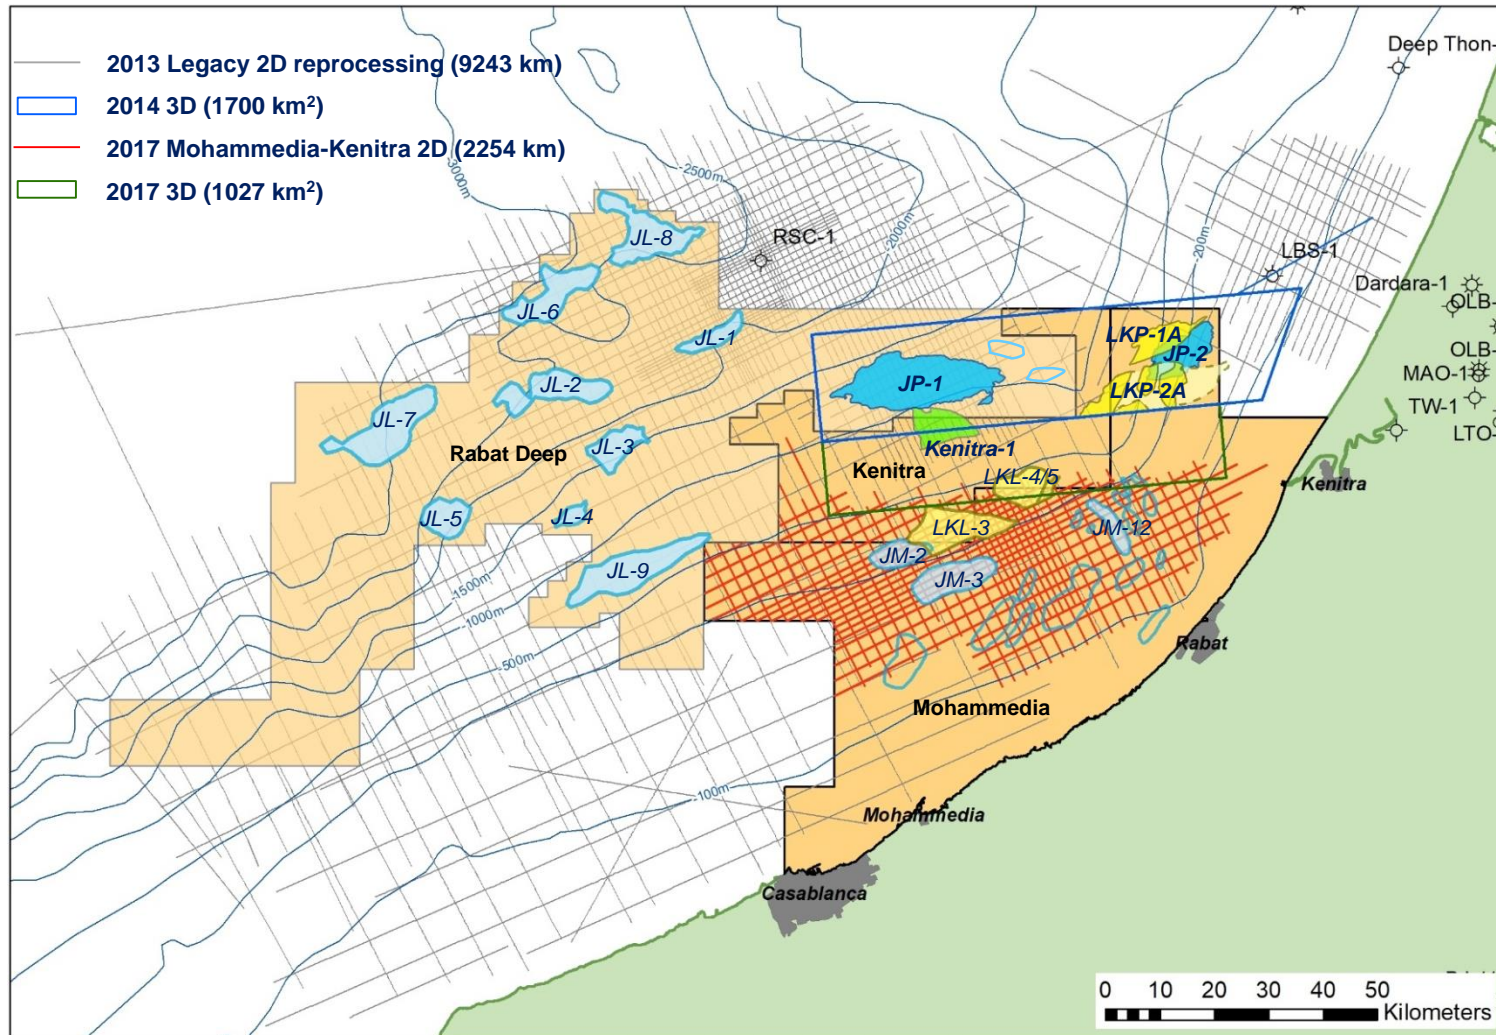 2013 Legacy 2D reprocessing (9243 km)
2014 3D (1700 km²)
2017 Mohammedia-Kenitra 2D (2254 km)
2017 3D (1027 km²)
Deep Thon-
-3000m
-2500m
-2000m
-200m
JL-8
RSC-1
LBS-1
Dardara-1
OLB-
JL-6
JL-1
LKP-1A
JP-2
OLB-
MAO-1
JL-2
JP-1
LKP-2A
TW-1
JL-7
LTO-
Rabat Deep
JL-3
Kenitra-1
Kenitra
LKL-4/5
Kenitra
JL-5
JL-4
LKL-3
JM-12
JM-2
JL-9
JM-3
-1500m
-1000m
-500m
Rabat
Mohammedia
-100m
Mohammedia
Casablanca
0 10 20 30 40 50
Kilometers